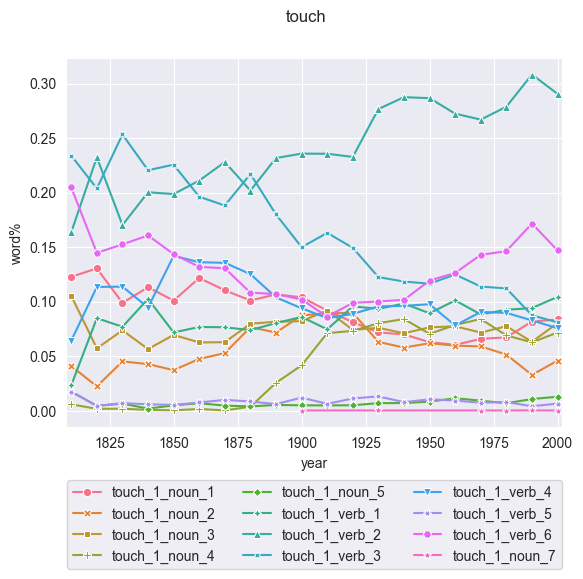 touch
0.30
0.25
0.20
0.15
0.10
0.05
0.00
word%
1825 1850 1875 1900 1925 1950 1975 2000
year
touch_1_noun_1 touch_1_noun_5 touch_1_verb_4
touch_1_noun_2 touch_1_verb_1 touch_1_verb_5
touch_1_noun_3 touch_1_verb_2 touch_1_verb_6
touch_1_noun_4 touch_1_verb_3 touch_1_noun_7